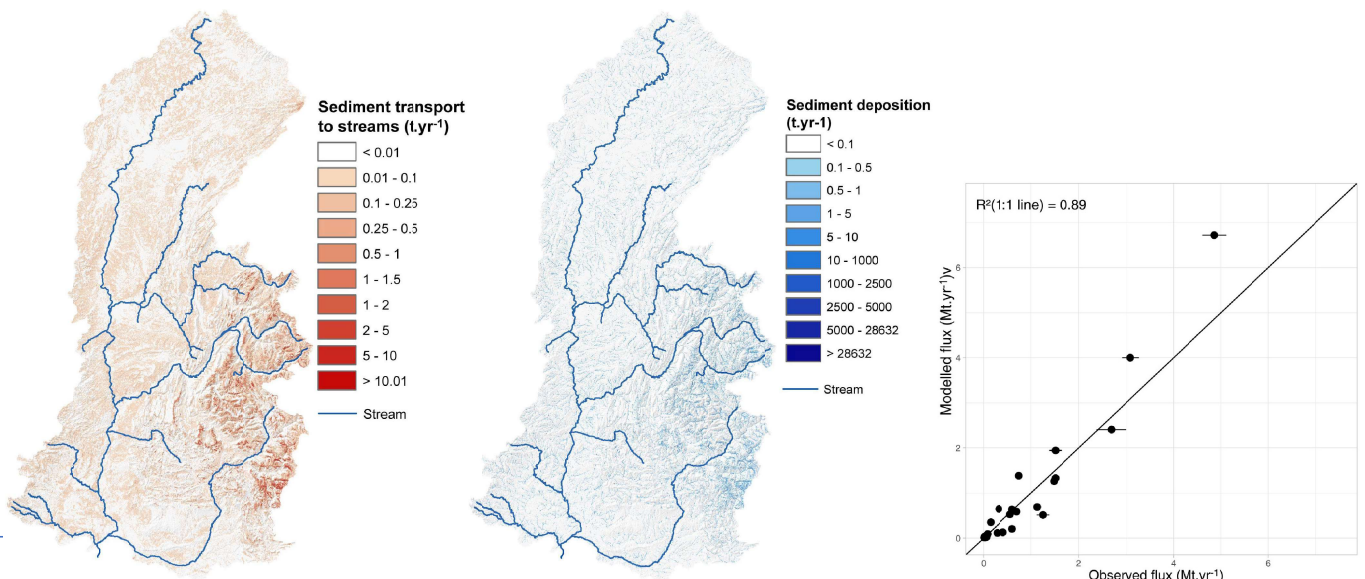 Sediment transport
to streams (t.yr-1)
< 0.01
0.01 - 0.1
0.1 - 0.25
0.25 - 0.5
0.5 - 1
1 - 1.5
1 - 2
2 - 5
5 - 10
> 10.01
Stream
Sediment deposition
(t.yr-1)
< 0.1
0.1 - 0.5
0.5 - 1
1 - 5
5 - 10
10 - 1000
1000 - 2500
2500 - 5000
5000 - 28632
> 28632
Stream
R²(1:1 line) = 0.89
Modelled flux (Mt.yr⁻¹)v
6
4
2
0
0
2
4
6
Observed flux (Mt.yr⁻¹)